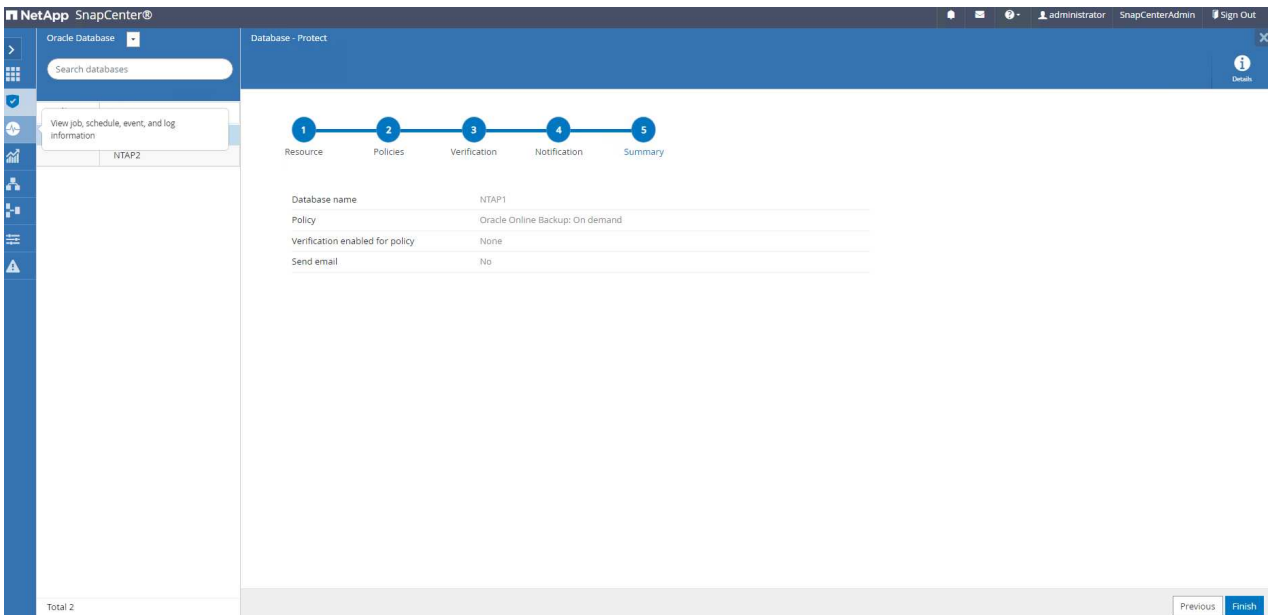 NetApp SnapCenter®
administrator SnapCenterAdmin Sign Out
Oracle Database
Database - Protect
Search databases
Details
View job, schedule, event, and log
information
NTAP2
1 2 3 4 5
Resource Policies Verification Notification Summary
Database name NTAP1
Policy Oracle Online Backup: On demand
Verification enabled for policy None
Send email No
Total 2
Previous Finish